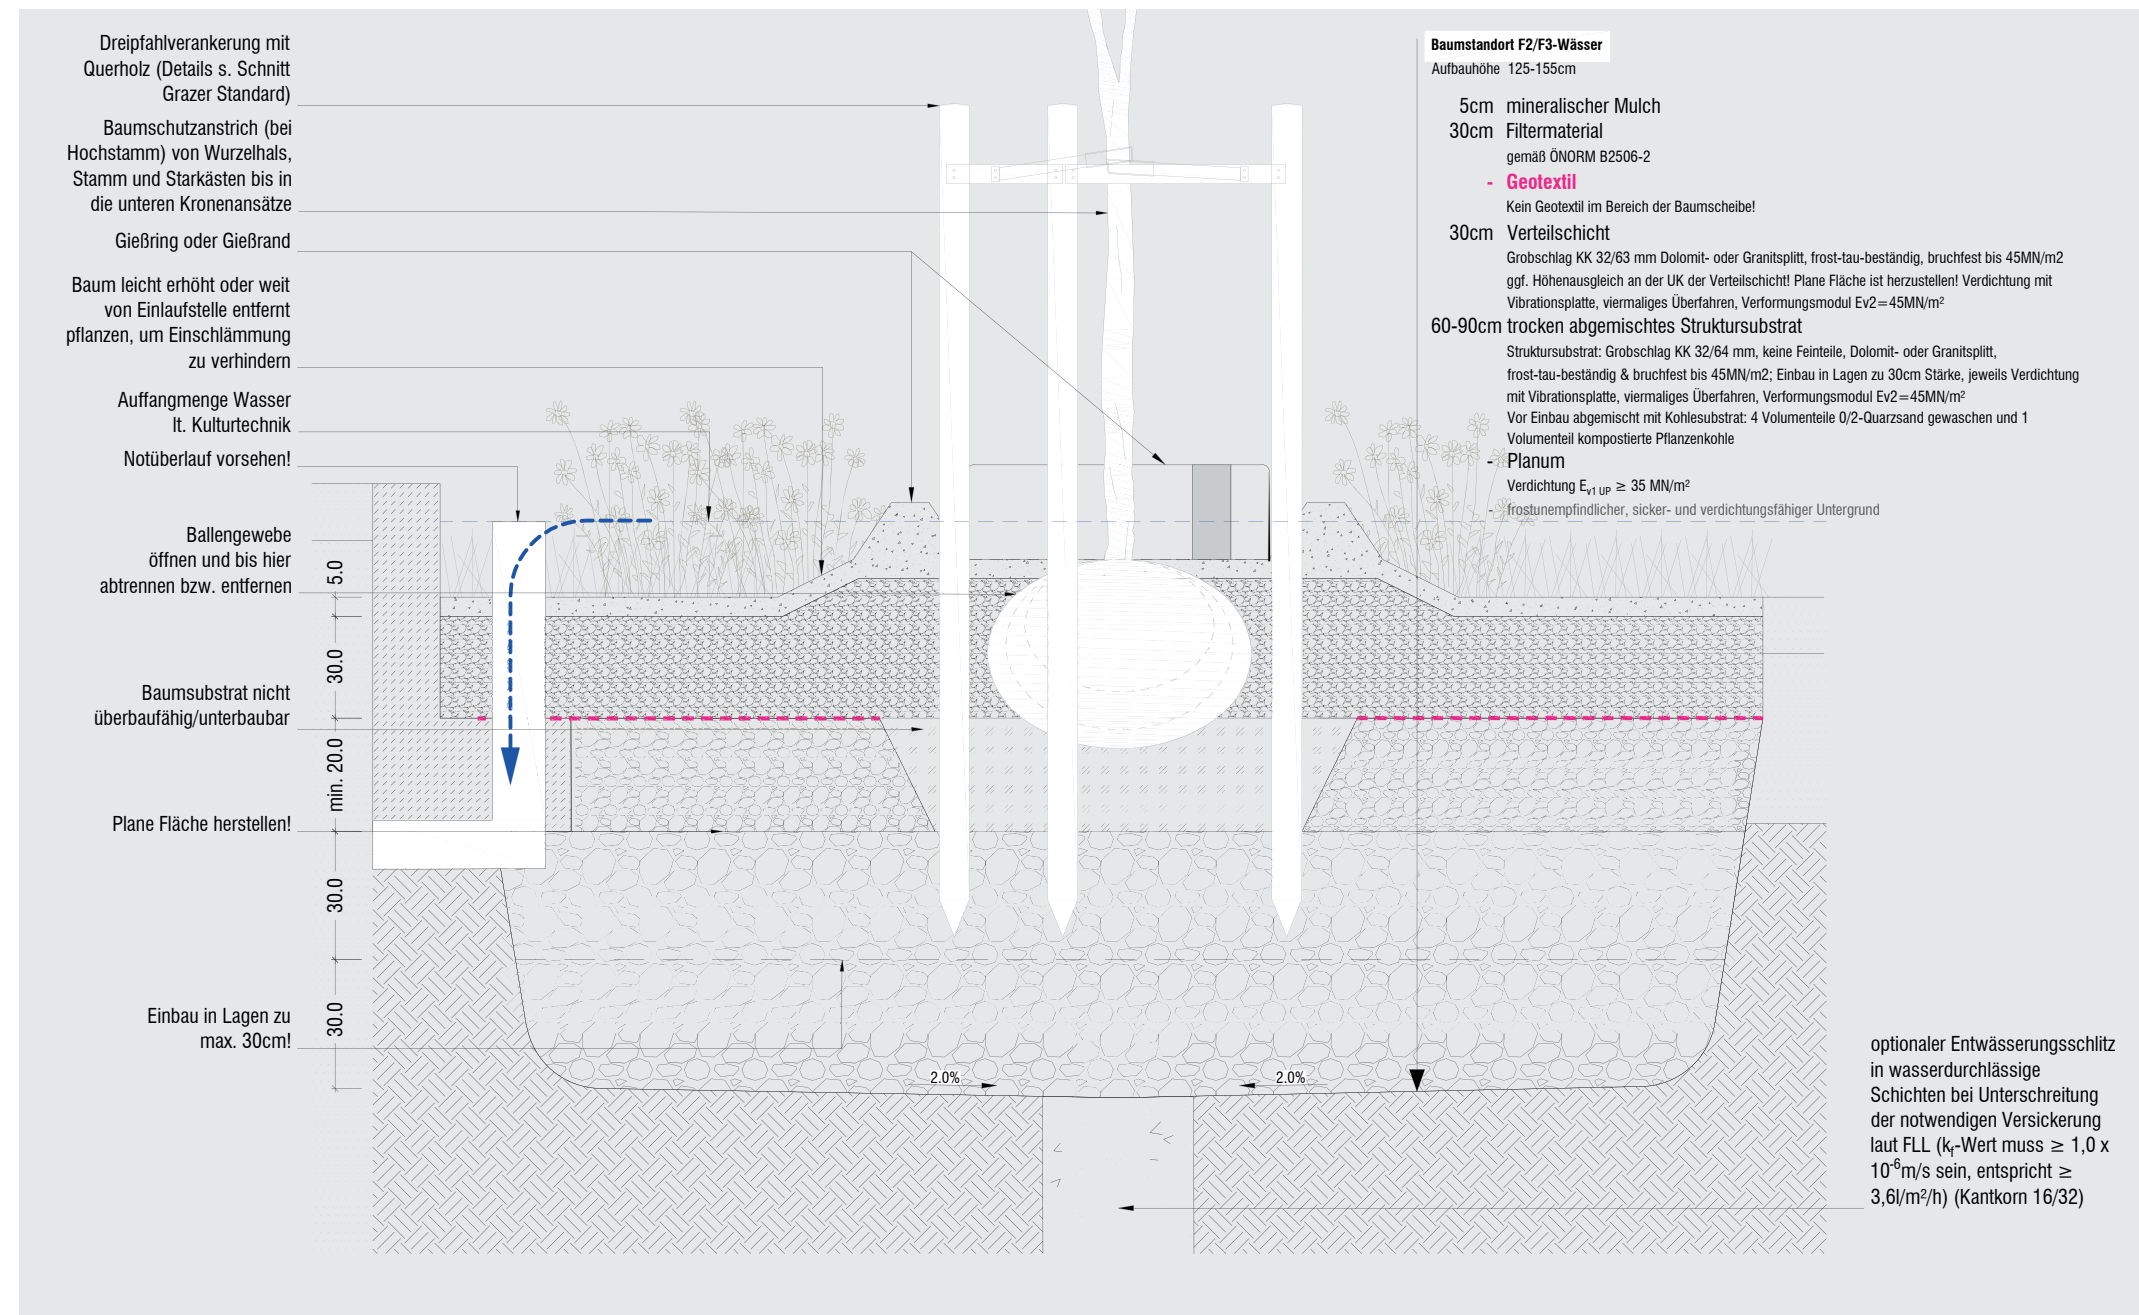 Dreipfahlverankerung mit
Querholz (Details s. Schnitt
Grazer Standard)
Baumschutzanstrich (bei
Hochstamm) von Wurzelhals,
Stamm und Starkästen bis in
die unteren Kronenansätze
Gießring oder Gießrand
Baum leicht erhöht oder weit
von Einlaufstelle entfernt
pflanzen, um Einschlämmung
zu verhindern
Auffangmenge Wasser
lt. Kulturtechnik
Notüberlauf vorsehen!
Ballengewebe
öffnen und bis hier
abtrennen bzw. entfernen
Baumsubstrat nicht
überbaufähig/unterbaubar
Plane Fläche herstellen!
Einbau in Lagen zu
max. 30cm!
5.0
30.0
min. 20.0
30.0
30.0
2.0%
2.0%
Baumstandort F2/F3-Wässer
Aufbauhöhe 125-155cm
5cm mineralischer Mulch
30cm Filtermaterial
gemäß ÖNORM B2506-2
- Geotextil
Kein Geotextil im Bereich der Baumscheibe!
30cm Verteilschicht
Grobschlag KK 32/63 mm Dolomit- oder Granitsplitt, frost-tau-beständig, bruchfest bis 45MN/m2
ggf. Höhenausgleich an der UK der Verteilschicht! Plane Fläche ist herzustellen! Verdichtung mit
Vibrationsplatte, viermaliges Überfahren, Verformungsmodul Ev2=45MN/m²
60-90cm trocken abgemischtes Struktursubstrat
Struktursubstrat: Grobschlag KK 32/64 mm, keine Feinteile, Dolomit- oder Granitsplitt,
frost-tau-beständig & bruchfest bis 45MN/m2; Einbau in Lagen zu 30cm Stärke, jeweils Verdichtung
mit Vibrationsplatte, viermaliges Überfahren, Verformungsmodul Ev2=45MN/m²
Vor Einbau abgemischt mit Kohlesubstrat: 4 Volumenteile 0/2-Quarzsand gewaschen und 1
Volumenteil kompostierte Pflanzenkohle
- Planum
Verdichtung Ev1 UP ≥ 35 MN/m²
- frostunempfindlicher, sicker- und verdichtungsfähiger Untergrund
optionaler Entwässerungsschlitz
in wasserdurchlässige
Schichten bei Unterschreitung
der notwendigen Versickerung
laut FLL (kf-Wert muss ≥ 1,0 x
10⁻⁶m/s sein, entspricht ≥
3,6l/m²/h) (Kantkorn 16/32)